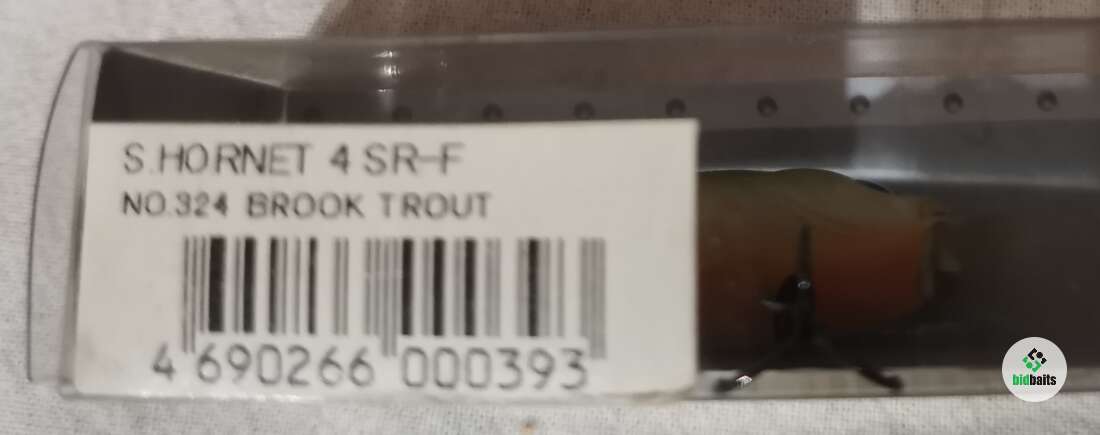 S.HORNET 4 SR-F
NO.324 BROOK TROUT
4 690266 000393
bidbaits